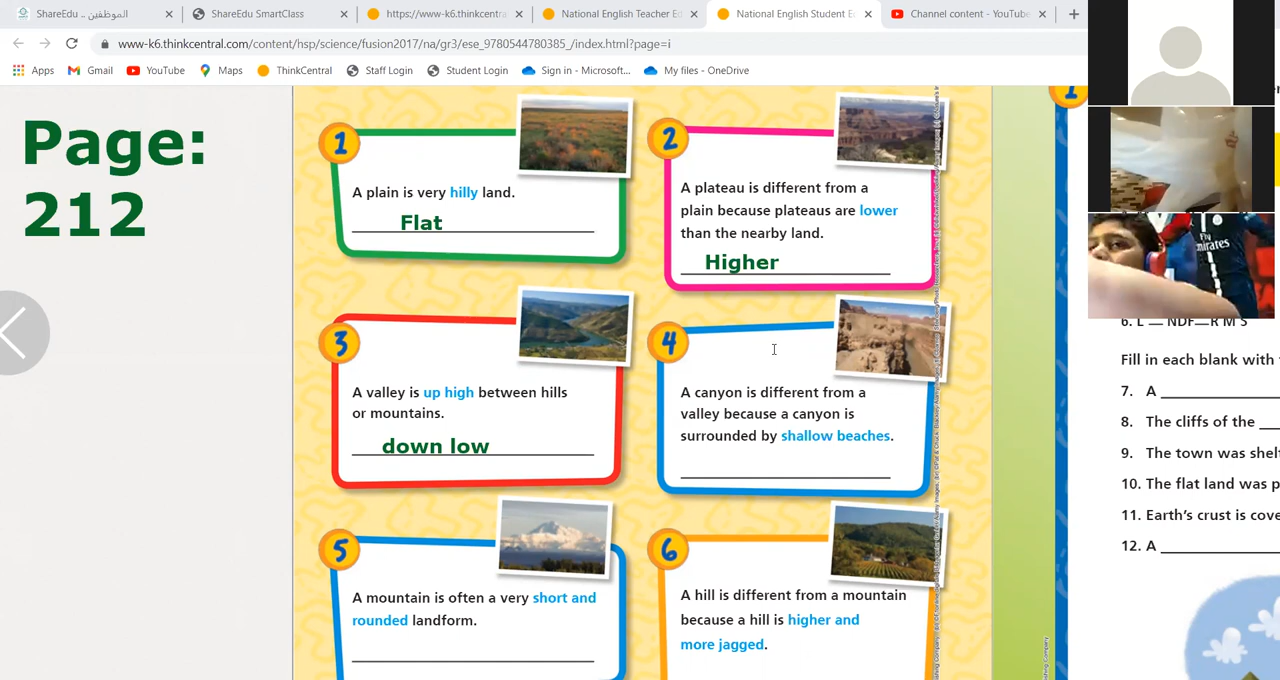 ShareEdu .. الموظفين
ShareEdu SmartClass
https://www-k6.thinkcentra
National English Teacher Ed
National English Student E
Channel content - YouTube
www-k6.thinkcentral.com/content/hsp/science/fusion2017/na/gr3/ese_9780544780385_/index.html?page=i
Apps
Gmail
YouTube
Maps
ThinkCentral
Staff Login
Student Login
Sign in - Microsoft...
My files - OneDrive
Page:
212
1
A plain is very hilly land.
Flat
2
A plateau is different from a
plain because plateaus are lower
than the nearby land.
Higher
3
A valley is up high between hills
or mountains.
down low
4
A canyon is different from a
valley because a canyon is
surrounded by shallow beaches.
5
A mountain is often a very short and
rounded landform.
6
A hill is different from a mountain
because a hill is higher and
more jagged.
1
Fly
Emirates
6. L __ NDF__R M S
Fill in each blank with
7. A
8. The cliffs of the
9. The town was shel
10. The flat land was p
11. Earth's crust is cove
12. A